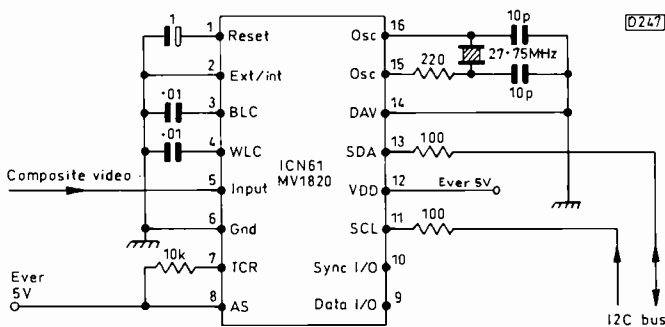 D247
1
1
Reset
2
Ext/int
·01
3
BLC
·01
4
WLC
Composite video
5
Input
6
Gnd
10k
7
TCR
Ever
5V
8
AS
ICN61
MV1820
Osc
16
10p
27·75MHz
Osc
15
220
10p
DAV
14
SDA
13
100
VDD
12
Ever 5V
SCL
11
100
Sync I/O
10
Data I/O
9
I2C bus